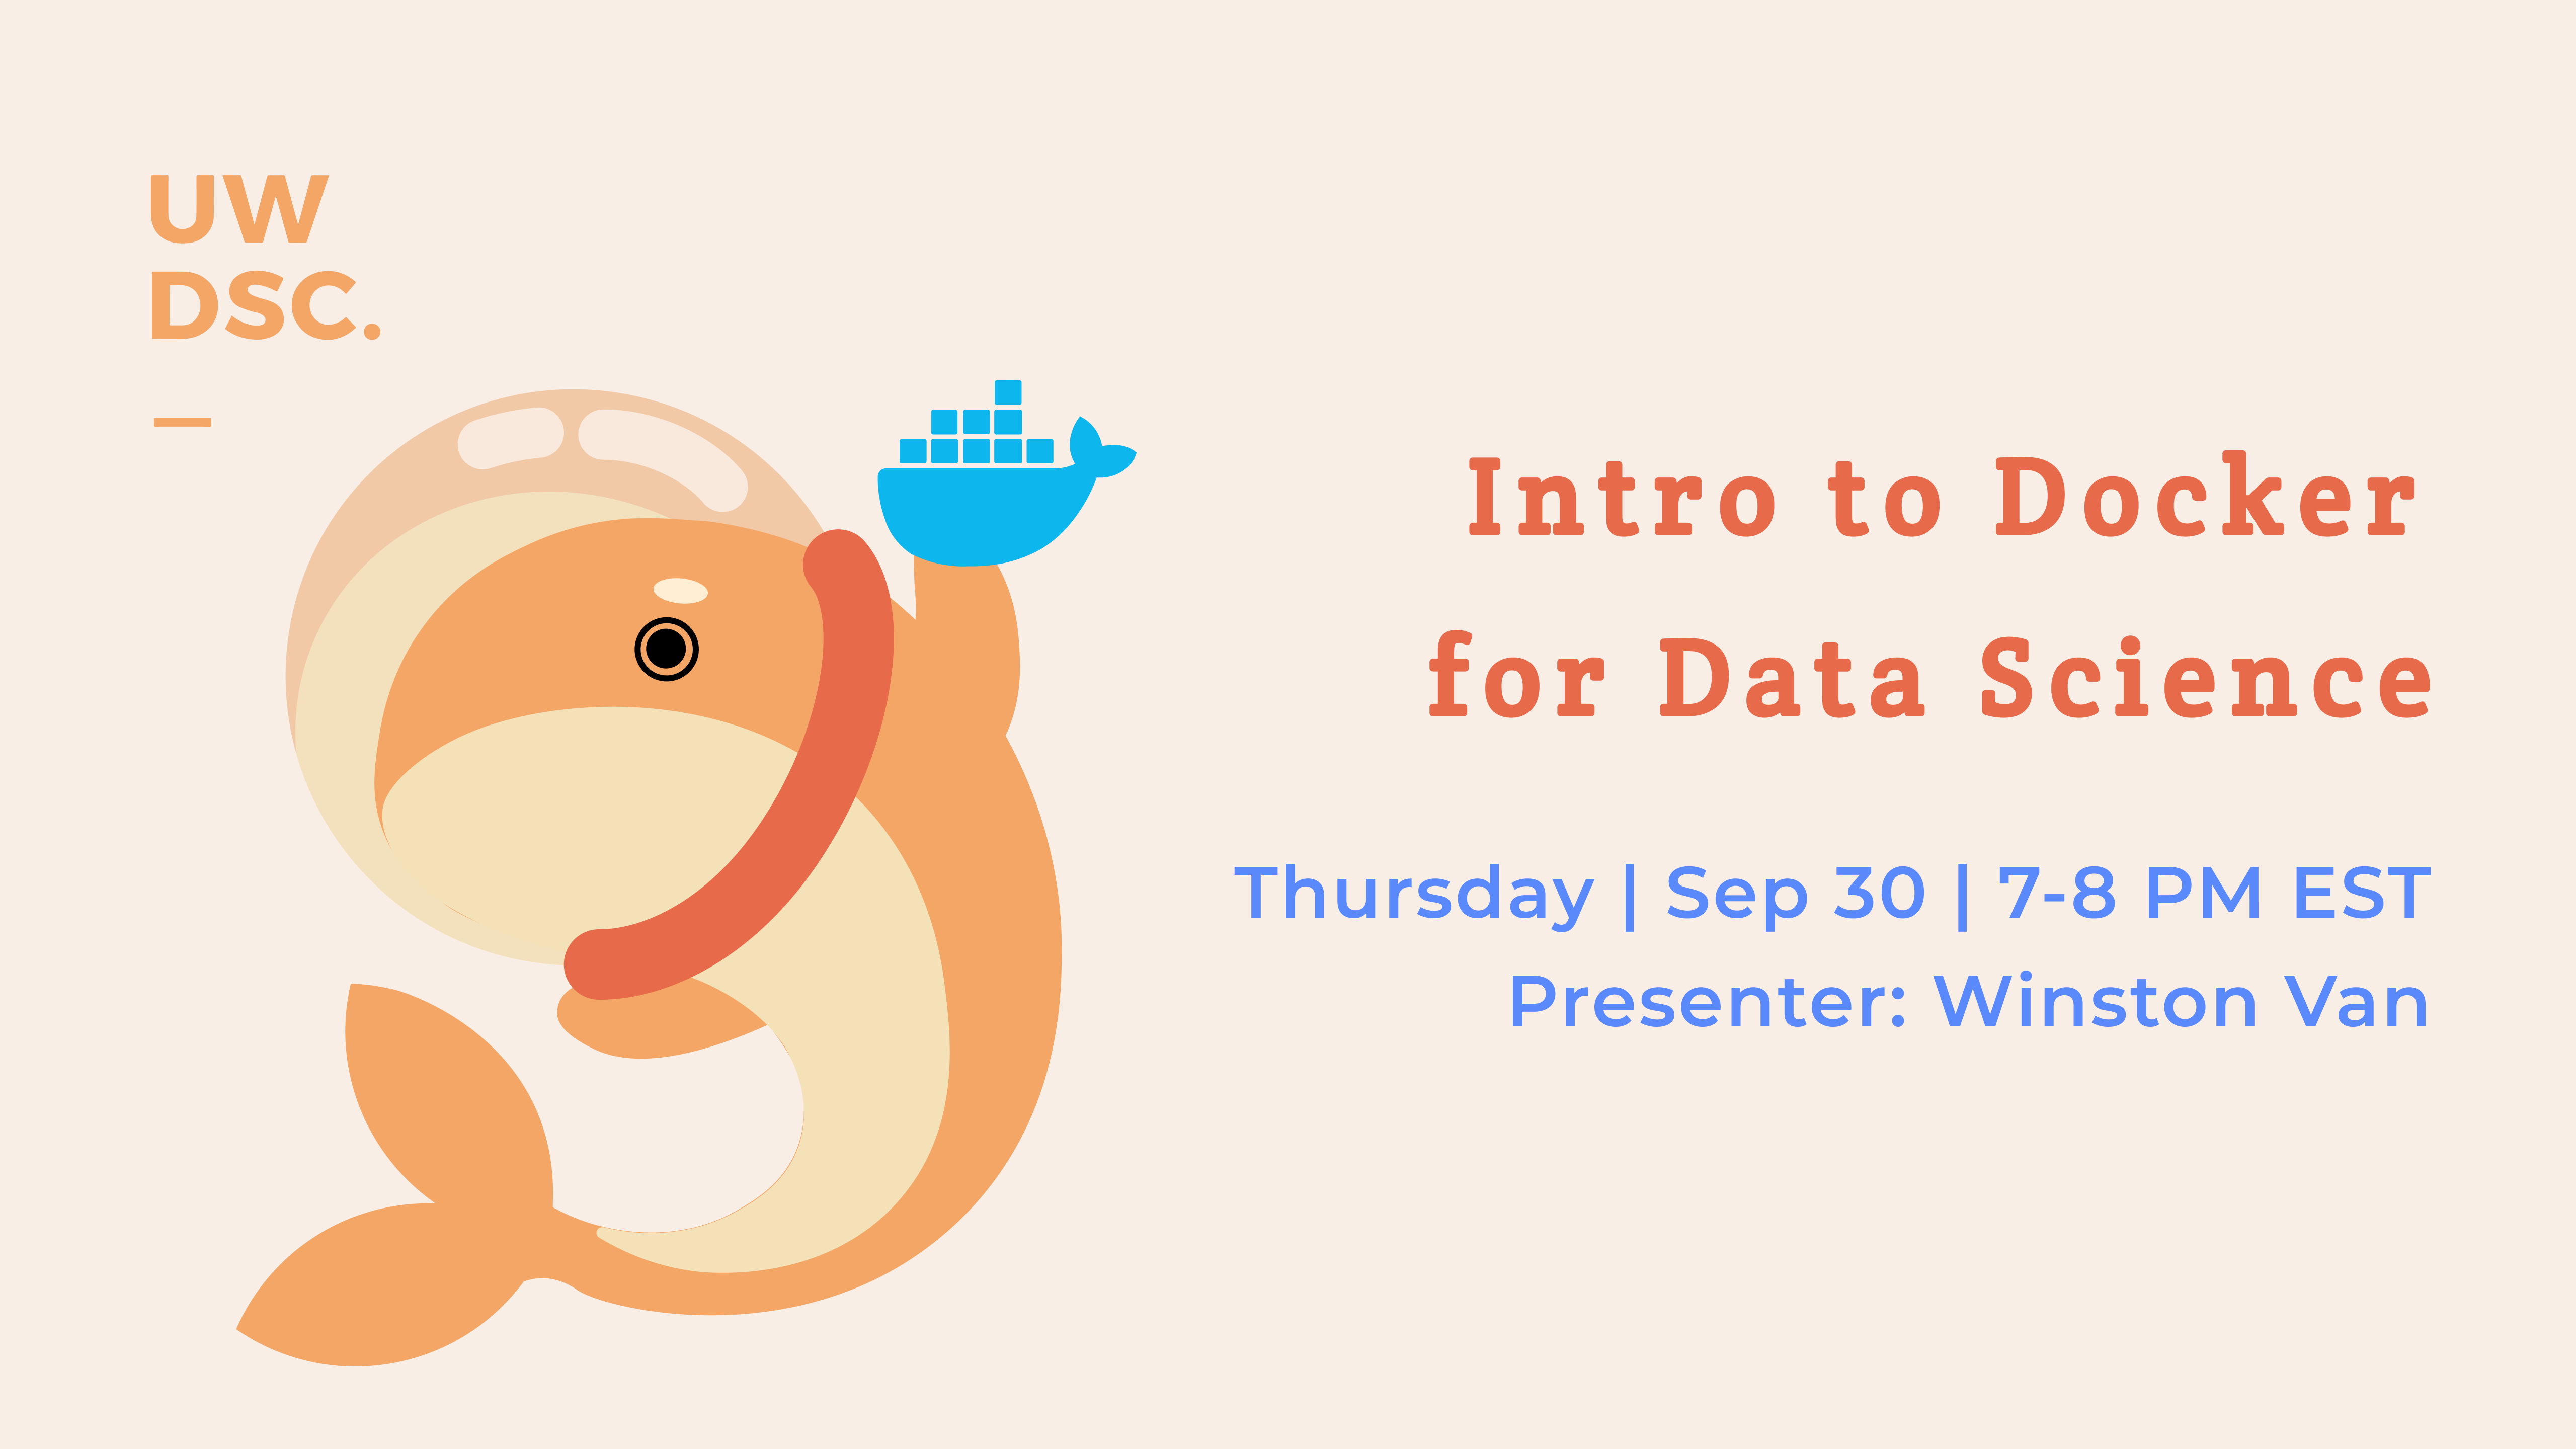 UW
DSC.
Intro to Docker
for Data Science
Thursday | Sep 30 | 7-8 PM EST
Presenter: Winston Van